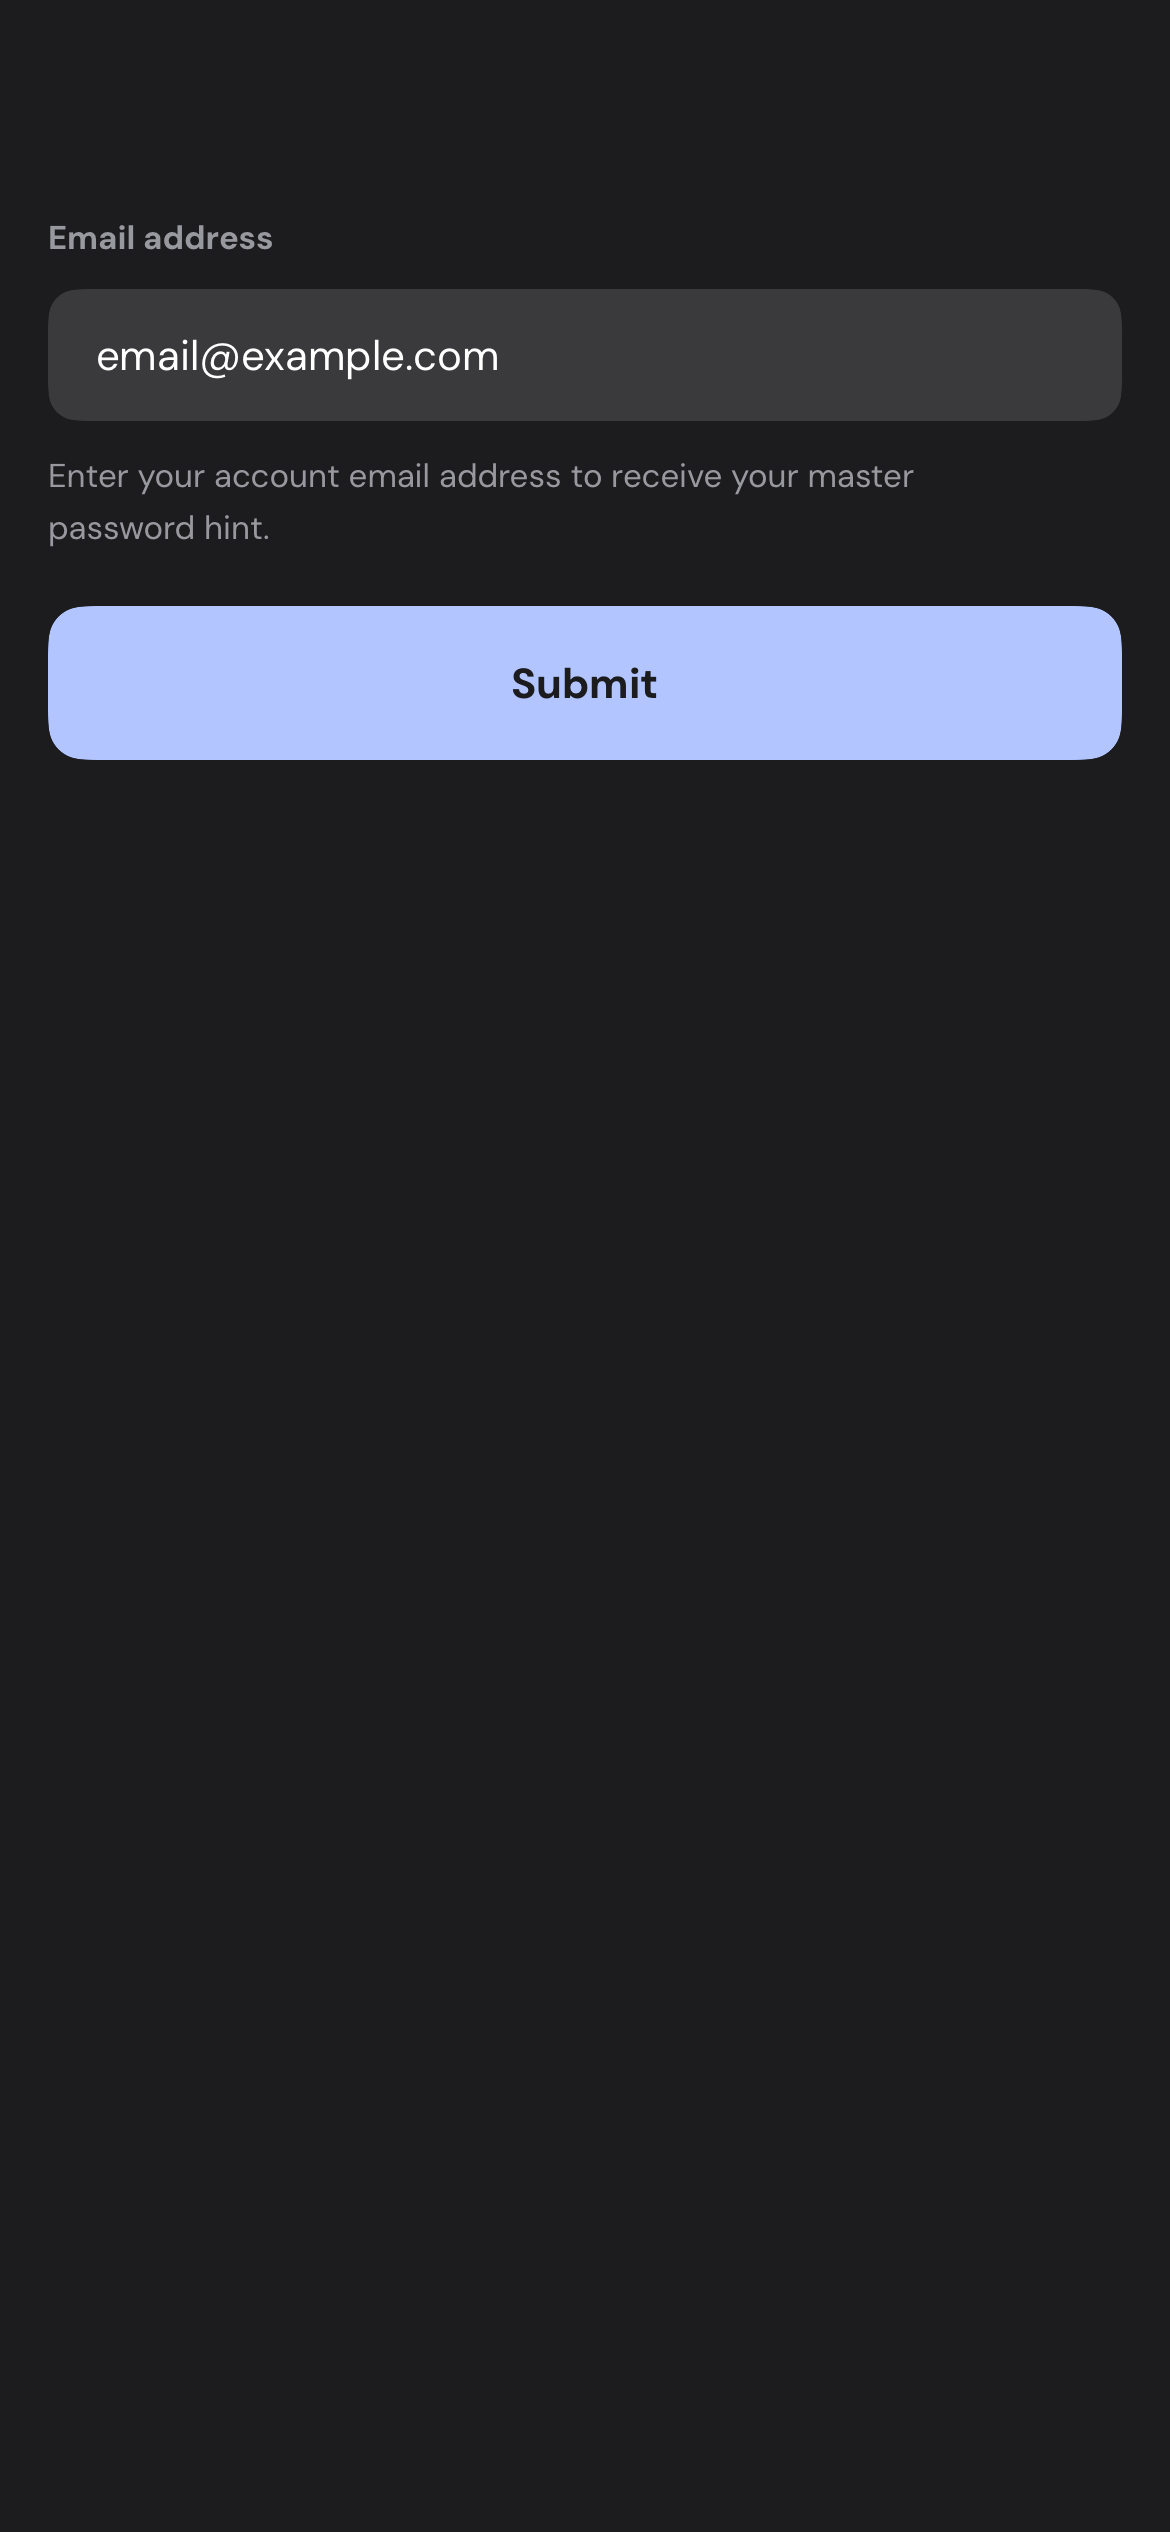 Email address
email@example.com
Enter your account email address to receive your master
password hint.
Submit